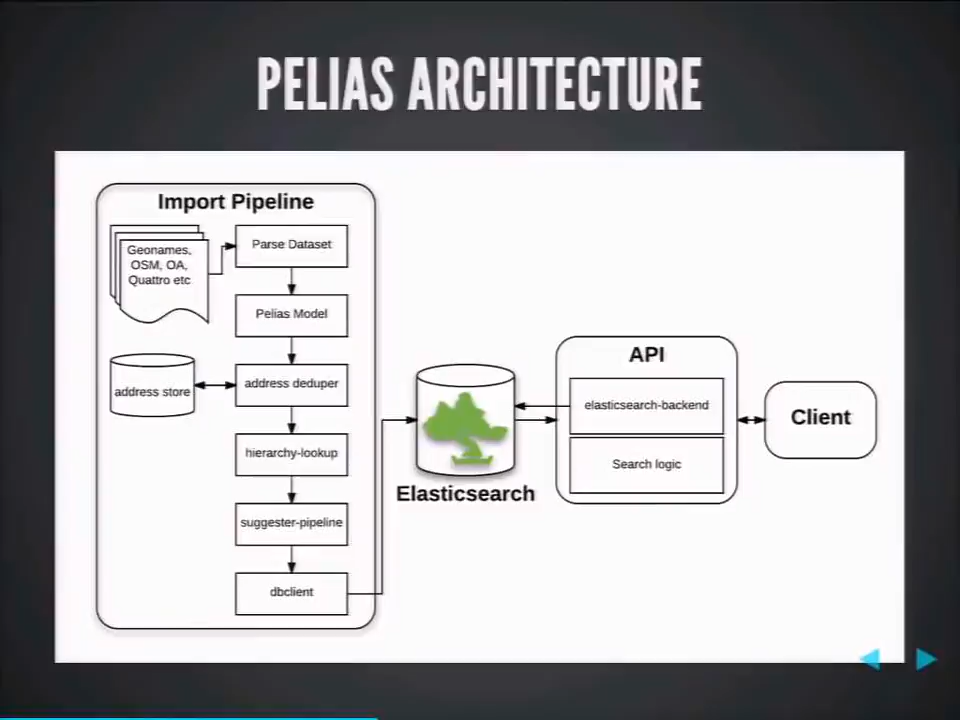 PELIAS ARCHITECTURE
Import Pipeline
Geonames,
OSM, OA,
Quattro etc
Parse Dataset
Pelias Model
address store
address deduper
hierarchy-lookup
suggester-pipeline
dbclient
Elasticsearch
API
elasticsearch-backend
Search logic
Client